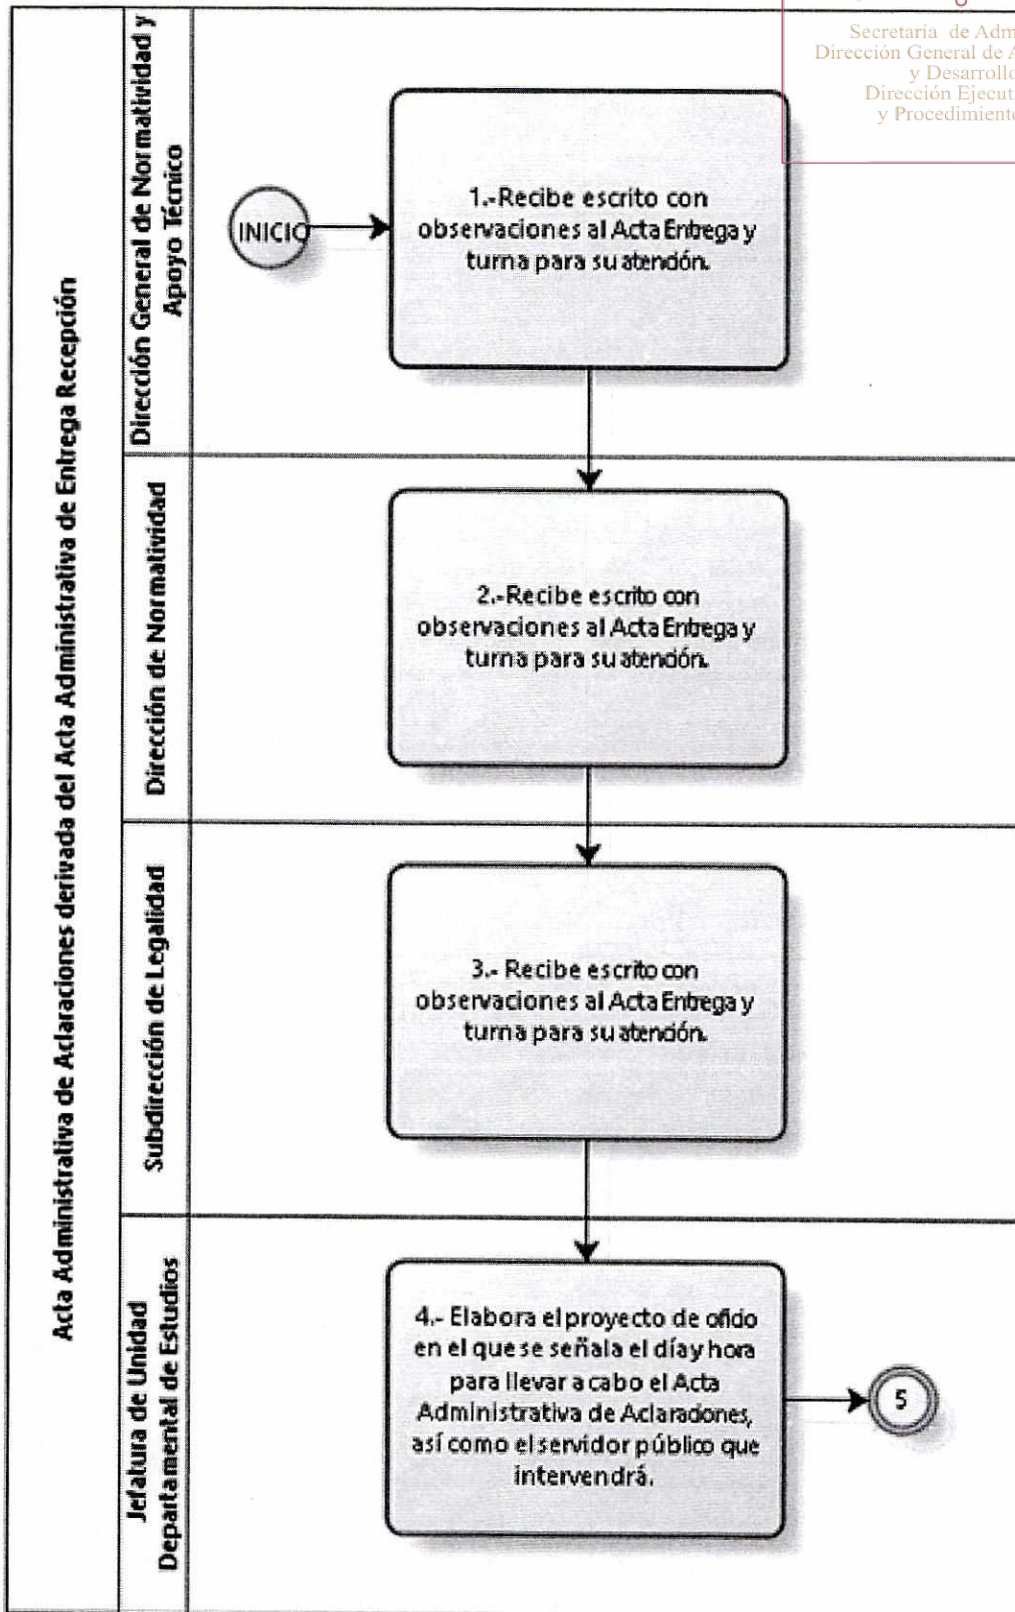 Secretaría de Adm
Dirección General de A
y Desarrollo
Dirección Ejecut
y Procedimiento
Acta Administrativa de Aclaraciones derivada del Acta Administrativa de Entrega Recepción
Dirección General de Normatividad y
Apoyo Técnico
INICIO
1.-Recibe escrito con
observaciones al Acta Entrega y
turna para su atención.
Dirección de Normatividad
2.-Recibe escrito con
observaciones al Acta Entrega y
turna para su atención.
Subdirección de Legalidad
3.- Recibe escrito con
observaciones al Acta Entrega y
turna para su atención.
Jefatura de Unidad
Departamental de Estudios
4.- Elabora el proyecto de oficio
en el que se señala el día y hora
para llevar a cabo el Acta
Administrativa de Aclaraciones,
así como el servidor público que
intervendrá.
5